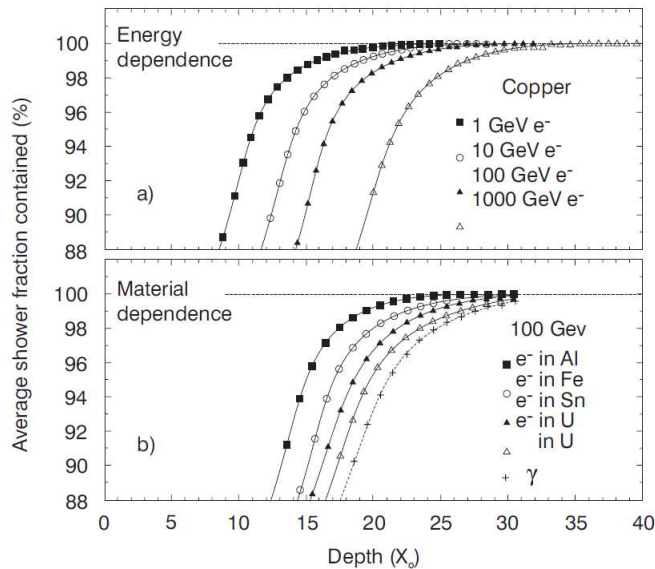 100
98
96
94
92
90
88
Energy
dependence
Copper
1 GeV e⁻
10 GeV e⁻
100 GeV e⁻
1000 GeV e⁻
a)
Average shower fraction contained (%)
100
98
96
94
92
90
88
Material
dependence
100 Gev
e⁻ in Al
e⁻ in Fe
e⁻ in Sn
e⁻ in U
in U
γ
b)
0 5 10 15 20 25 30 35 40
Depth (Xₒ)